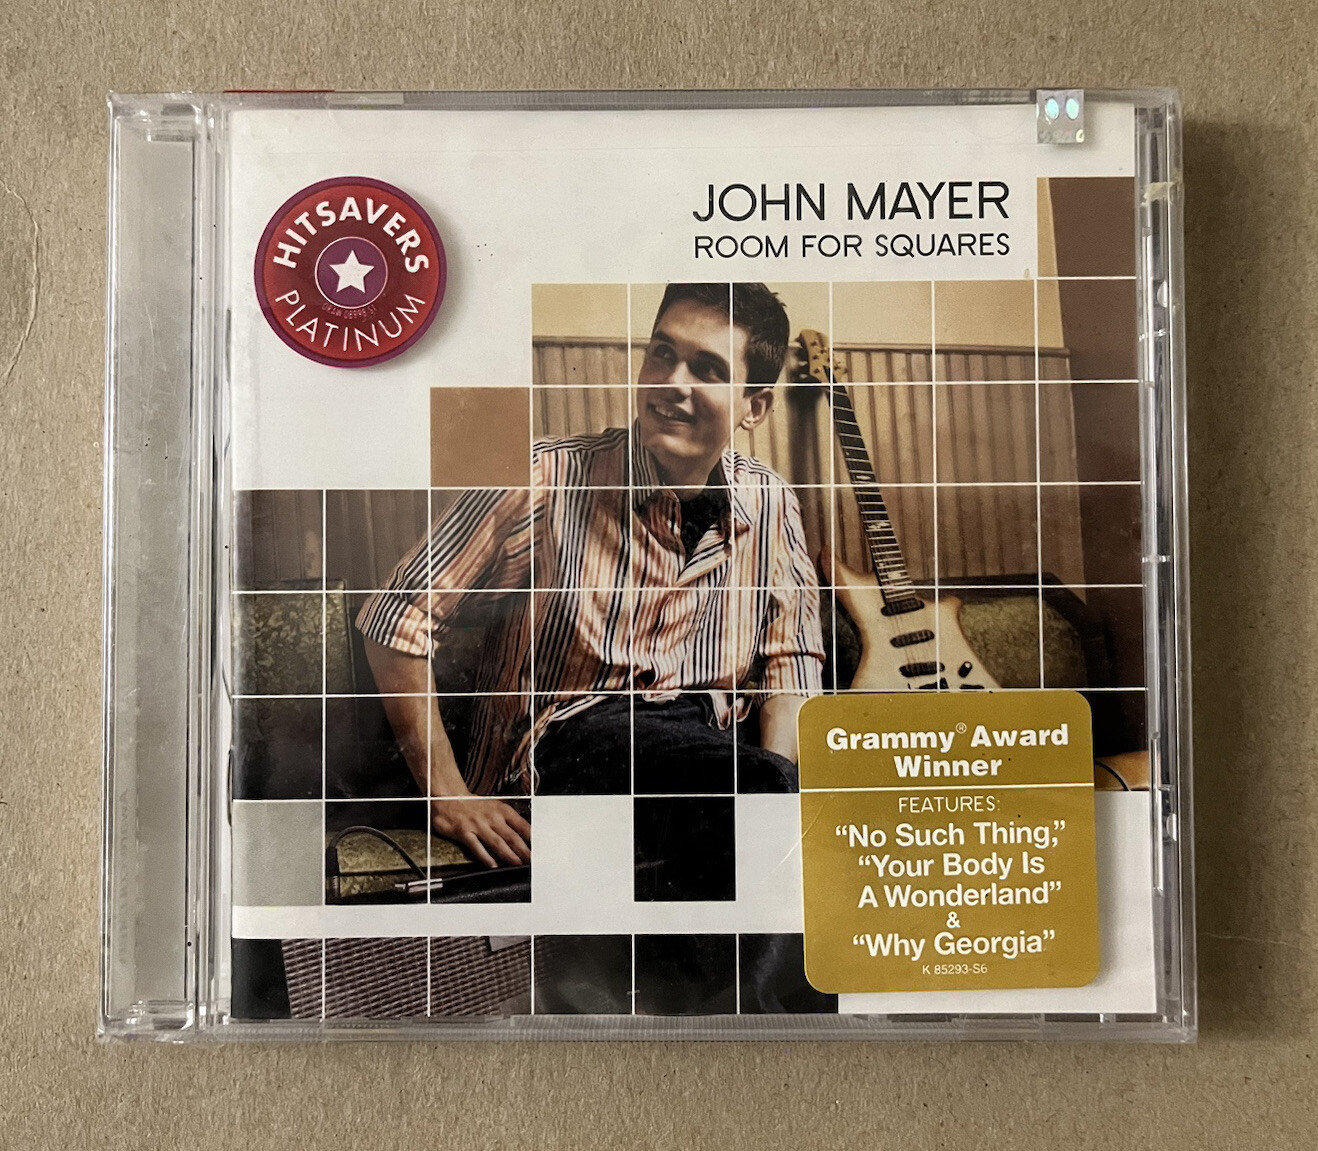 HITSAVERS
PLATINUM
JOHN MAYER
ROOM FOR SQUARES
Grammy® Award
Winner
FEATURES:
“No Such Thing,”
“Your Body Is
A Wonderland”
&
“Why Georgia”
K 85293-S6